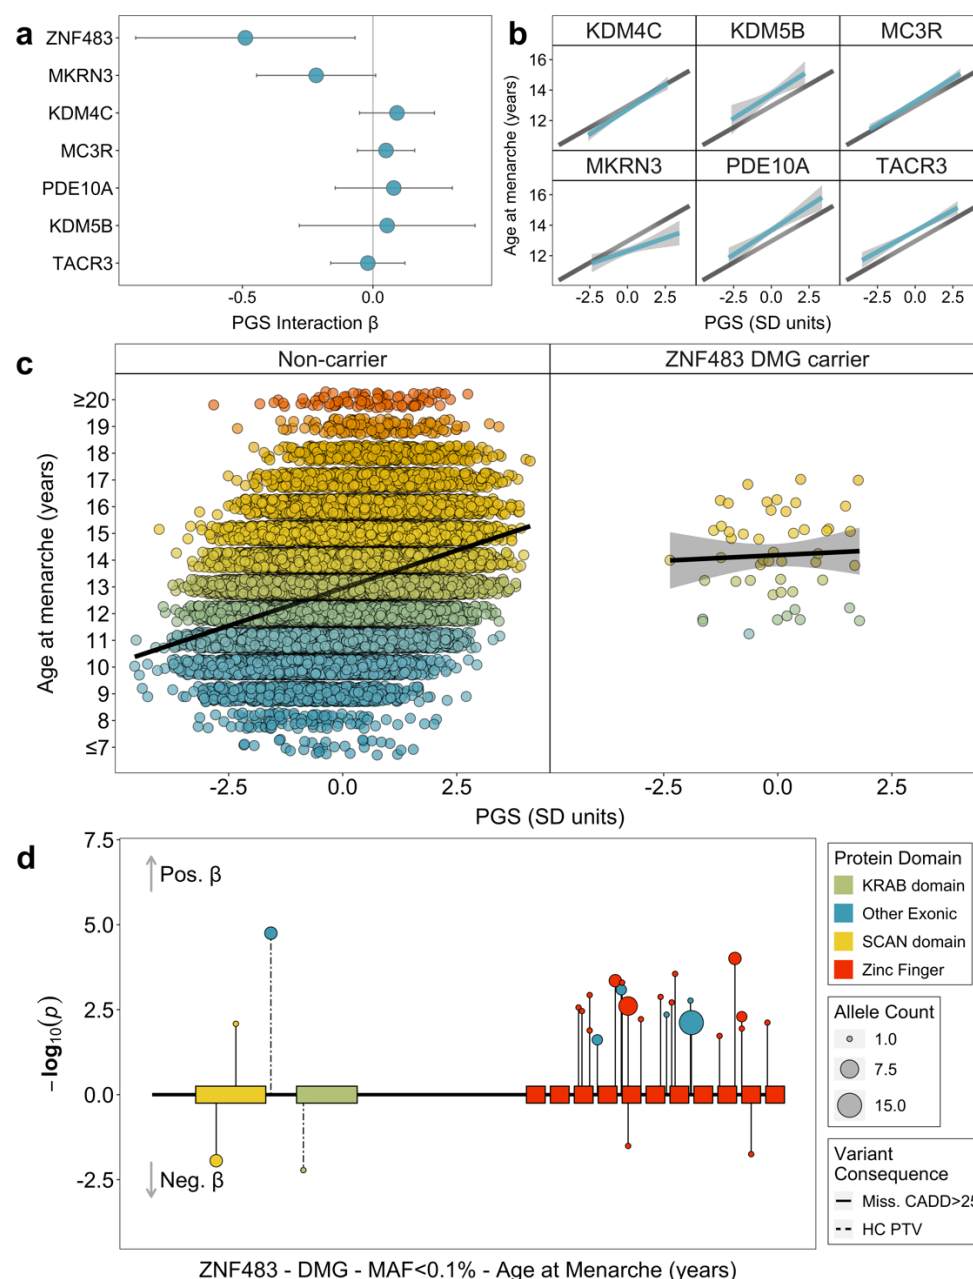 a
ZNF483
MKRN3
KDM4C
MC3R
PDE10A
KDM5B
TACR3
-0.5
0.0
PGS Interaction β
b
KDM4C
KDM5B
MC3R
16
14
12
MKRN3
PDE10A
TACR3
16
14
12
Age at menarche (years)
-2.5 0.0 2.5
-2.5 0.0 2.5
-2.5 0.0 2.5
PGS (SD units)
c
Non-carrier
ZNF483 DMG carrier
≥20
19
18
17
16
15
14
13
12
11
10
9
8
≤7
Age at menarche (years)
-2.5 0.0 2.5
-2.5 0.0 2.5
PGS (SD units)
d
7.5
5.0
2.5
0.0
-2.5
−log10(p)
Pos. β
Neg. β
ZNF483 - DMG - MAF<0.1% - Age at Menarche (years)
Protein Domain
KRAB domain
Other Exonic
SCAN domain
Zinc Finger
Allele Count
1.0
7.5
15.0
Variant
Consequence
Miss. CADD>25
HC PTV